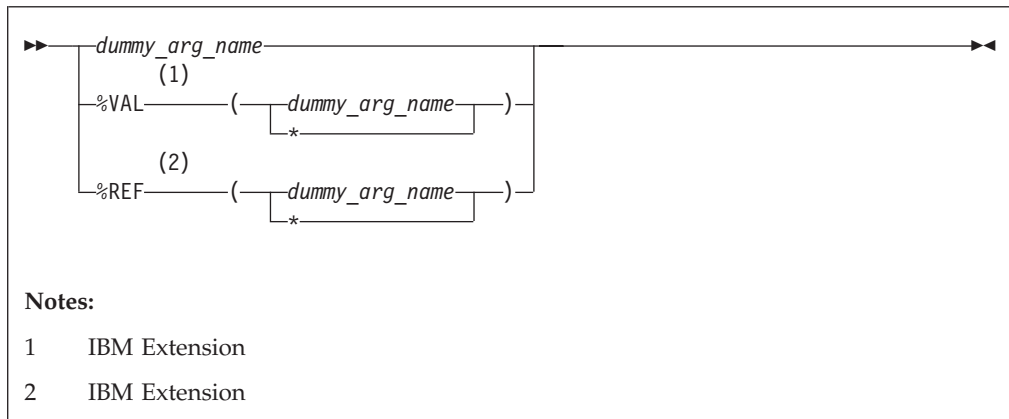 dummy_arg_name
(1)
%VAL ( dummy_arg_name )
*
(2)
%REF ( dummy_arg_name )
*
Notes:
1 IBM Extension
2 IBM Extension